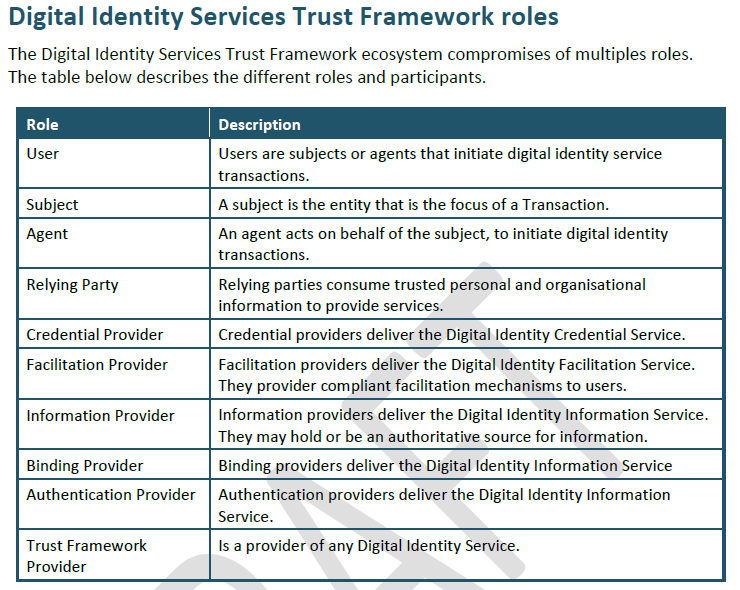 Digital Identity Services Trust Framework roles
The Digital Identity Services Trust Framework ecosystem compromises of multiples roles.
The table below describes the different roles and participants.
Role Description
User Users are subjects or agents that initiate digital identity service
transactions.
Subject A subject is the entity that is the focus of a Transaction.
Agent An agent acts on behalf of the subject, to initiate digital identity
transactions.
Relying Party Relying parties consume trusted personal and organisational
information to provide services.
Credential Provider Credential providers deliver the Digital Identity Credential Service.
Facilitation Provider Facilitation providers deliver the Digital Identity Facilitation Service.
They provider compliant facilitation mechanisms to users.
Information Provider Information providers deliver the Digital Identity Information Service.
They may hold or be an authoritative source for information.
Binding Provider Binding providers deliver the Digital Identity Information Service
Authentication Provider Authentication providers deliver the Digital Identity Information
Service.
Trust Framework Is a provider of any Digital Identity Service.
Provider